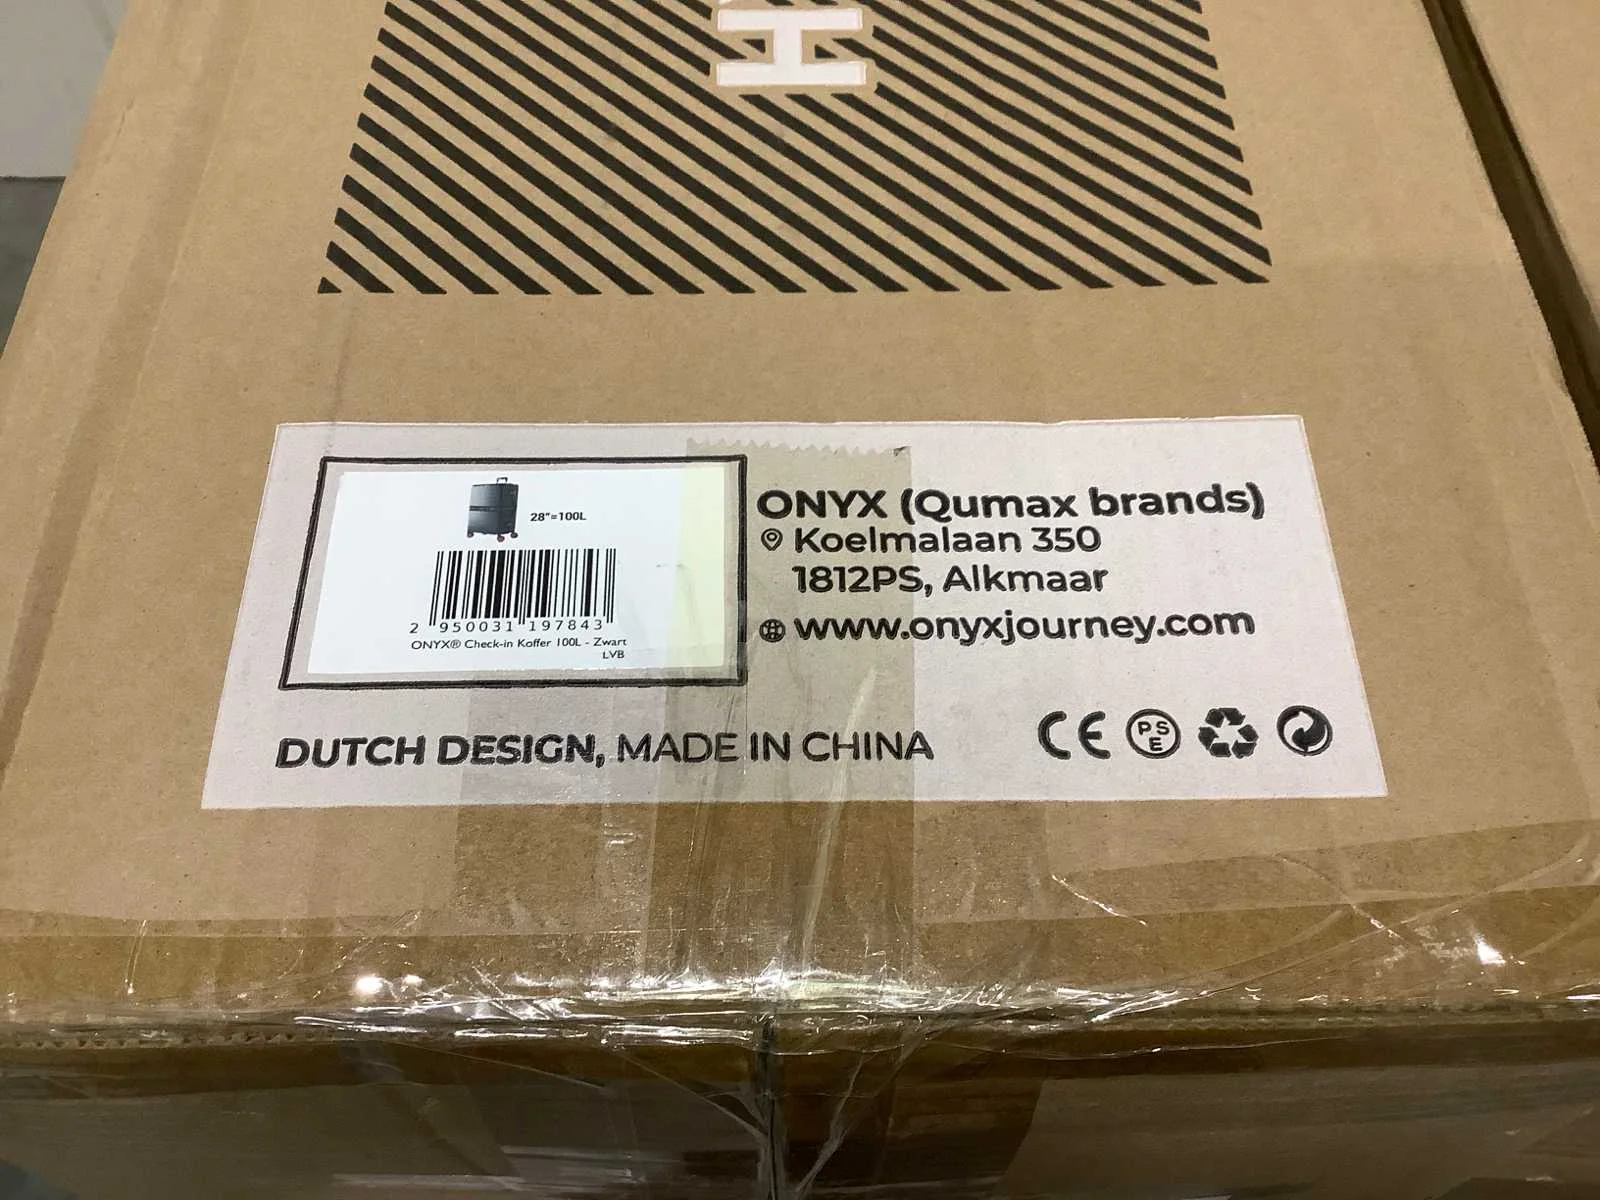 H
28"=100L
2 950031 197843
ONYX® Check-in Koffer 100L - Zwart
LVB
ONYX (Qumax brands)
Koelmalaan 350
1812PS, Alkmaar
www.onyxjourney.com
DUTCH DESIGN, MADE IN CHINA
CE PSE